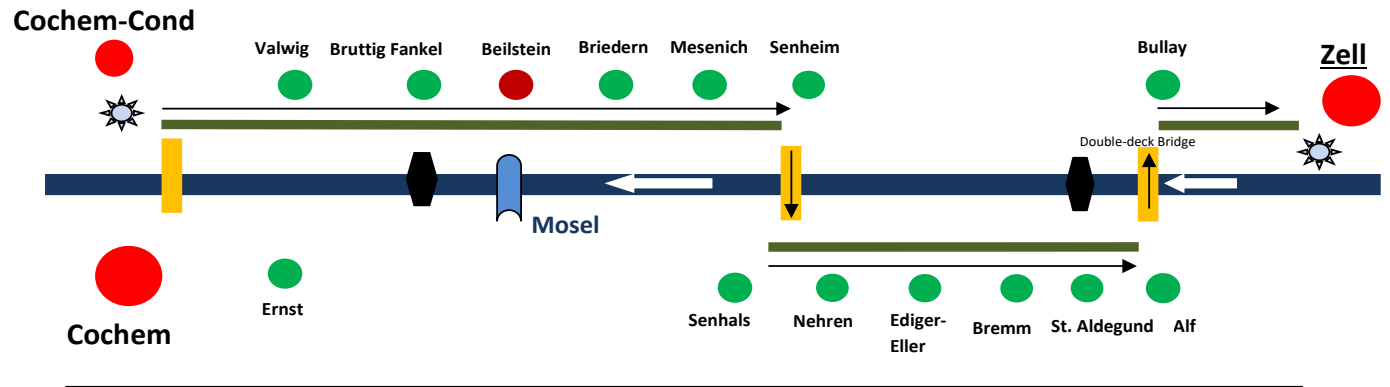 Cochem-Cond
Valwig
Bruttig Fankel
Beilstein
Briedern
Mesenich
Senheim
Bullay
Zell
Double-deck Bridge
Mosel
Cochem
Ernst
Senhals
Nehren
Ediger-
Eller
Bremm
St. Aldegund
Alf